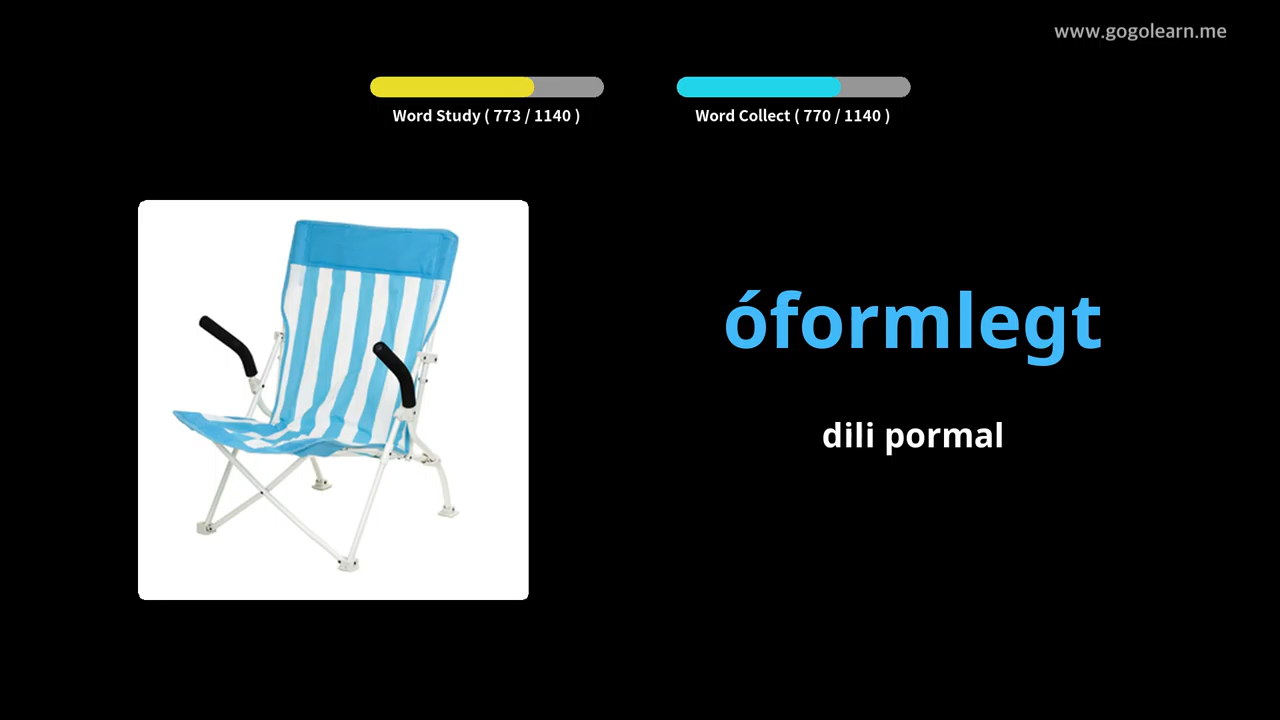 www.gogolearn.me
Word Study ( 773 / 1140 )
Word Collect ( 770 / 1140 )
óformlegt
dili pormal